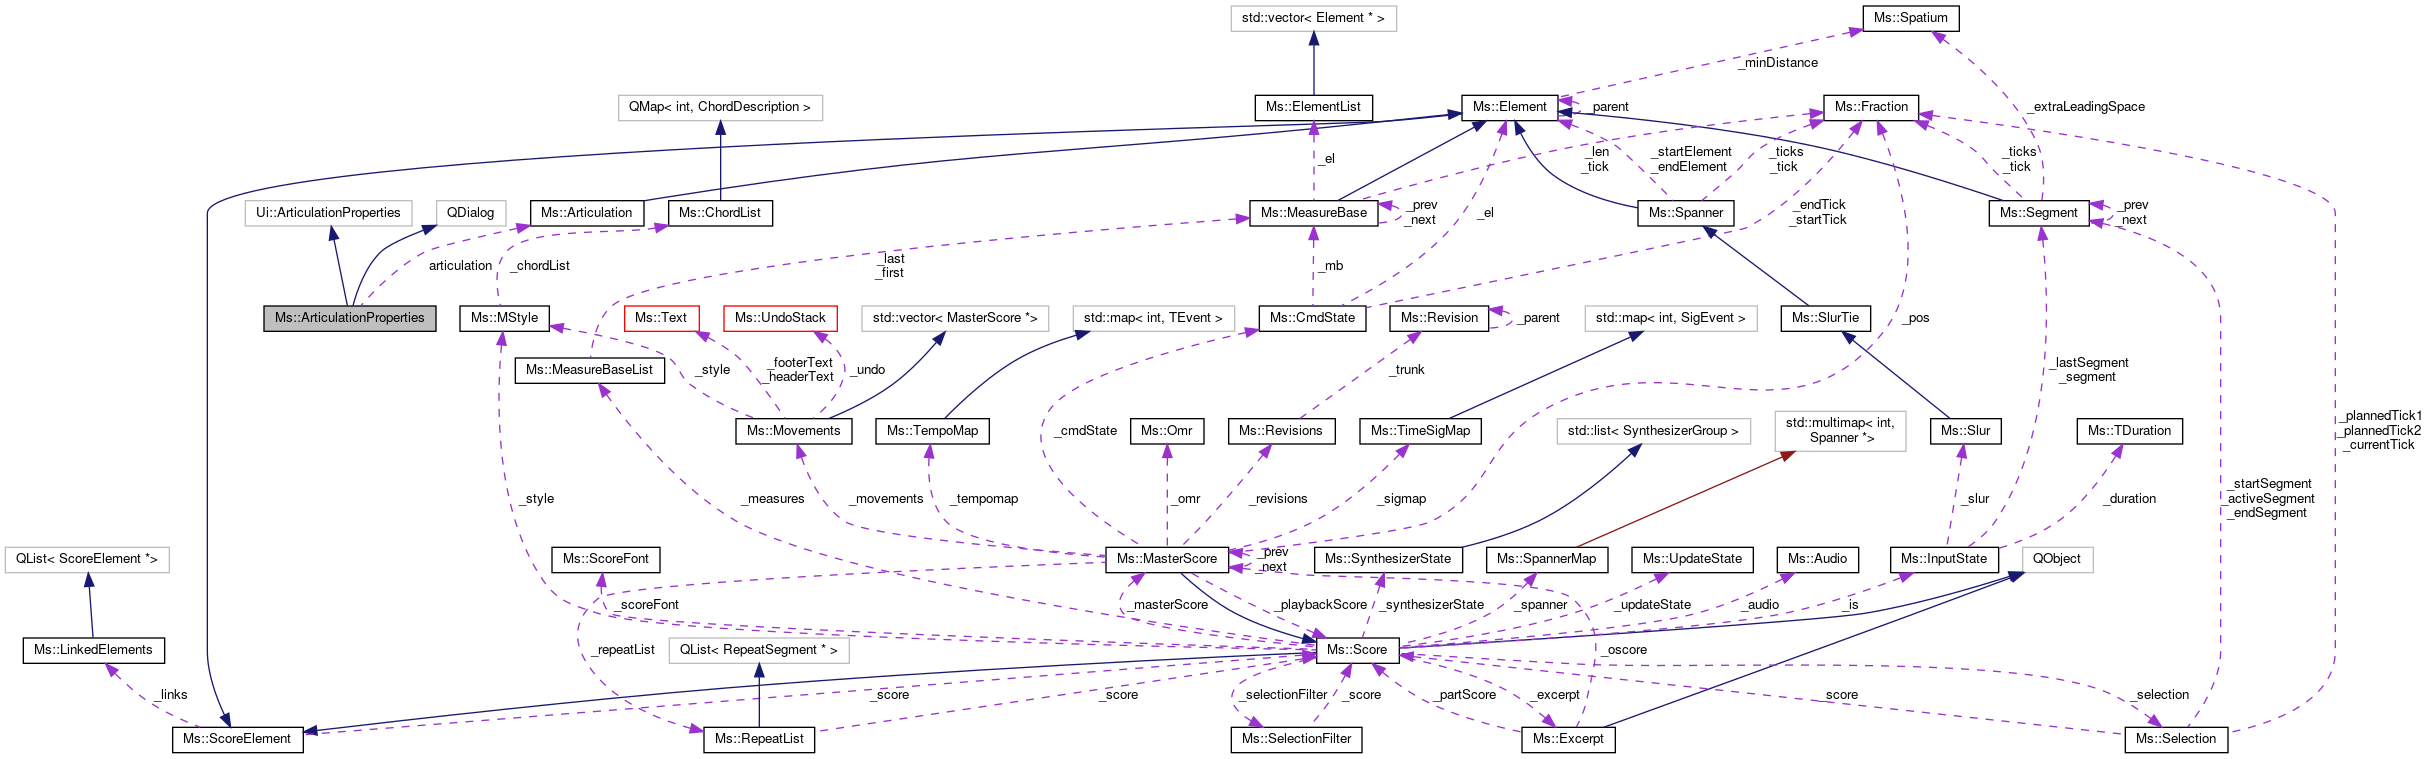 std::vector< Element * >
Ms::Spatium
_minDistance
QMap< int, ChordDescription >
Ms::ElementList
Ms::Element
_parent
Ms::Fraction
_extraLeadingSpace
_el
_len
_tick
_startElement
_endElement
_ticks
_tick
_ticks
_tick
Ui::ArticulationProperties
QDialog
Ms::Articulation
Ms::ChordList
Ms::MeasureBase
_prev
_next
_el
Ms::Spanner
_endTick
_startTick
Ms::Segment
_prev
_next
articulation
_chordList
_last
_first
_mb
Ms::ArticulationProperties
Ms::MStyle
Ms::Text
Ms::UndoStack
std::vector< MasterScore *>
std::map< int, TEvent >
Ms::CmdState
Ms::Revision
_parent
std::map< int, SigEvent >
Ms::SlurTie
_pos
Ms::MeasureBaseList
_style
_footerText
_headerText
_undo
_trunk
_lastSegment
_segment
Ms::Movements
Ms::TempoMap
_cmdState
Ms::Omr
Ms::Revisions
Ms::TimeSigMap
std::list< SynthesizerGroup >
std::multimap< int,
Spanner *>
Ms::Slur
Ms::TDuration
_plannedTick1
_plannedTick2
_currentTick
_style
_measures
_movements
_tempomap
_omr
_revisions
_sigmap
_slur
_duration
_startSegment
_activeSegment
_endSegment
QList< ScoreElement *>
Ms::ScoreFont
Ms::MasterScore
_prev
_next
Ms::SynthesizerState
Ms::SpannerMap
Ms::UpdateState
Ms::Audio
Ms::InputState
QObject
_scoreFont
_masterScore
_playbackScore
_synthesizerState
_spanner
_updateState
_audio
_is
Ms::LinkedElements
_repeatList
QList< RepeatSegment * >
Ms::Score
_oscore
_links
_score
_score
_selectionFilter
_score
_partScore
_excerpt
_score
_selection
Ms::ScoreElement
Ms::RepeatList
Ms::SelectionFilter
Ms::Excerpt
Ms::Selection